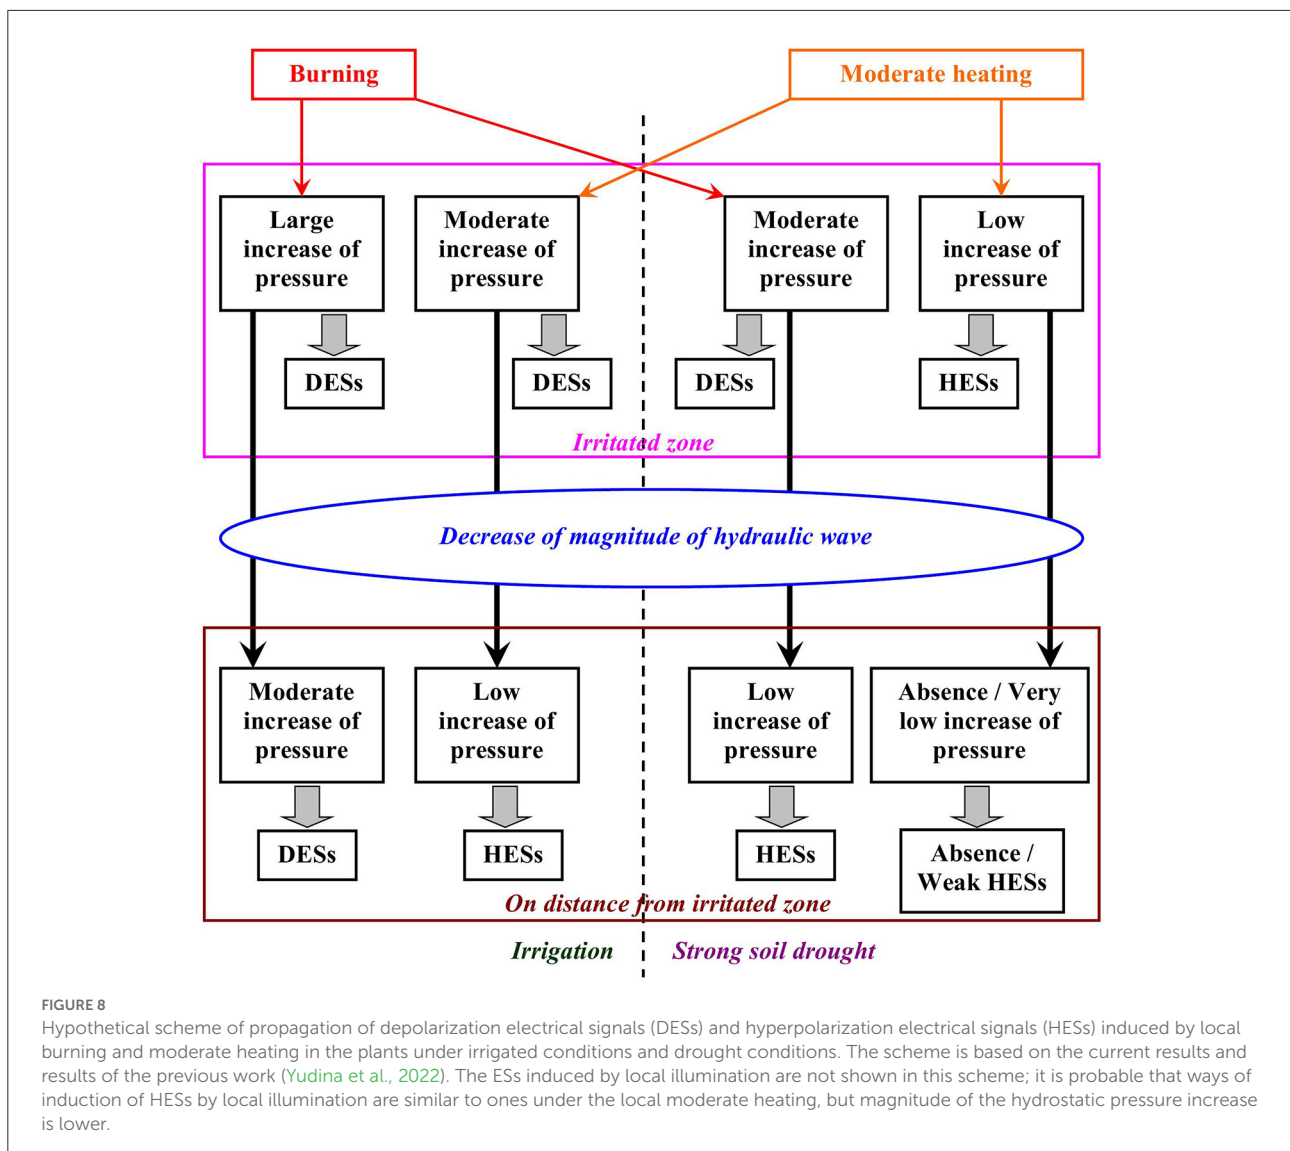 Burning
Moderate heating
Large
increase of
pressure
Moderate
increase of
pressure
Moderate
increase of
pressure
Low
increase of
pressure
DESs
DESs
DESs
HESs
Irritated zone
Decrease of magnitude of hydraulic wave
Moderate
increase of
pressure
Low
increase of
pressure
Low
increase of
pressure
Absence / Very
low increase of
pressure
DESs
HESs
HESs
Absence /
Weak HESs
On distance from irritated zone
Irrigation
Strong soil drought
FIGURE 8
Hypothetical scheme of propagation of depolarization electrical signals (DESs) and hyperpolarization electrical signals (HESs) induced by local
burning and moderate heating in the plants under irrigated conditions and drought conditions. The scheme is based on the current results and
results of the previous work (Yudina et al., 2022). The ESs induced by local illumination are not shown in this scheme; it is probable that ways of
induction of HESs by local illumination are similar to ones under the local moderate heating, but magnitude of the hydrostatic pressure increase
is lower.